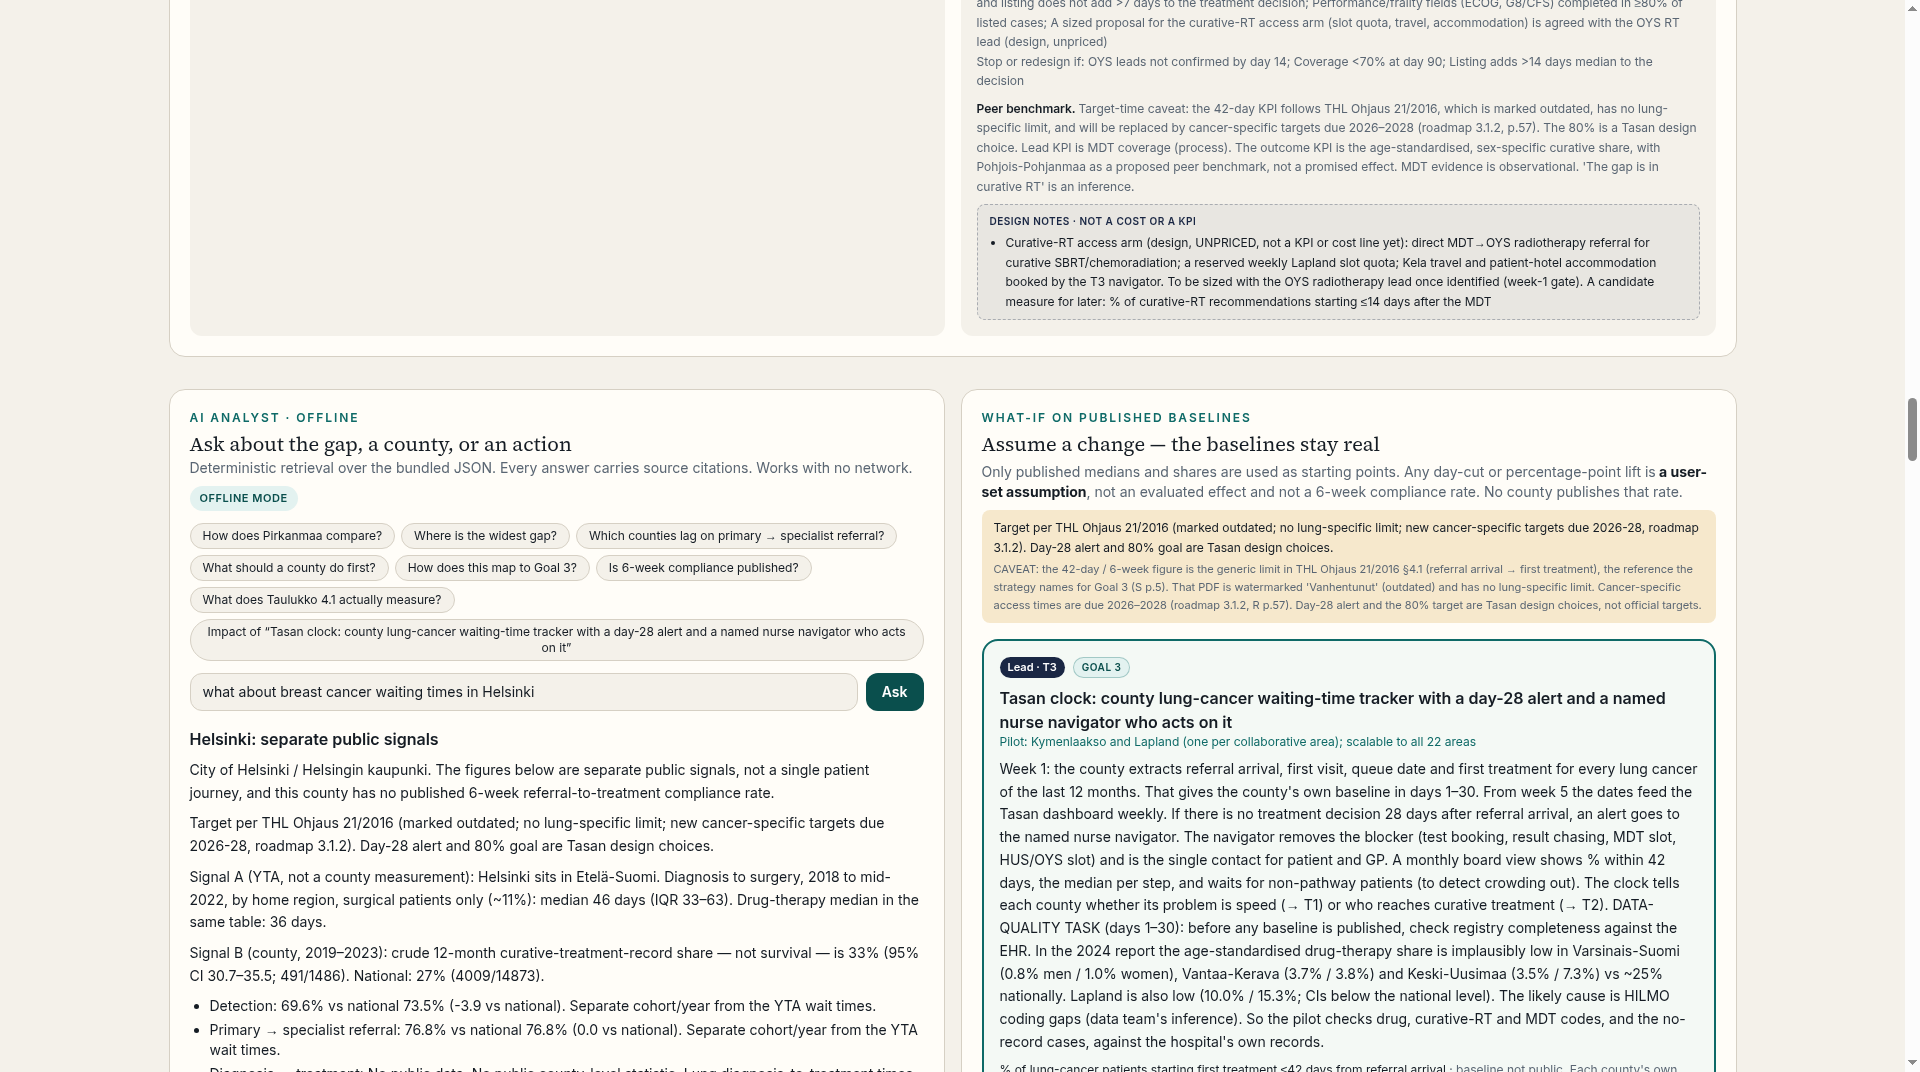 and listing does not add >7 days to the treatment decision; Performance/frailty fields (ECOG, G8/CFS) completed in ≥80% of
listed cases; A sized proposal for the curative-RT access arm (slot quota, travel, accommodation) is agreed with the OYS RT
lead (design, unpriced)
Stop or redesign if: OYS leads not confirmed by day 14; Coverage <70% at day 90; Listing adds >14 days median to the
decision
Peer benchmark. Target-time caveat: the 42-day KPI follows THL Ohjaus 21/2016, which is marked outdated, has no lung-
specific limit, and will be replaced by cancer-specific targets due 2026–2028 (roadmap 3.1.2, p.57). The 80% is a Tasan design
choice. Lead KPI is MDT coverage (process). The outcome KPI is the age-standardised, sex-specific curative share, with
Pohjois-Pohjanmaa as a proposed peer benchmark, not a promised effect. MDT evidence is observational. 'The gap is in
curative RT' is an inference.
DESIGN NOTES · NOT A COST OR A KPI
• Curative-RT access arm (design, UNPRICED, not a KPI or cost line yet): direct MDT→OYS radiotherapy referral for
curative SBRT/chemoradiation; a reserved weekly Lapland slot quota; Kela travel and patient-hotel accommodation
booked by the T3 navigator. To be sized with the OYS radiotherapy lead once identified (week-1 gate). A candidate
measure for later: % of curative-RT recommendations starting ≤14 days after the MDT
AI ANALYST · OFFLINE
Ask about the gap, a county, or an action
Deterministic retrieval over the bundled JSON. Every answer carries source citations. Works with no network.
OFFLINE MODE
How does Pirkanmaa compare?
Where is the widest gap?
Which counties lag on primary → specialist referral?
What should a county do first?
How does this map to Goal 3?
Is 6-week compliance published?
What does Taulukko 4.1 actually measure?
Impact of “Tasan clock: county lung-cancer waiting-time tracker with a day-28 alert and a named nurse navigator who acts
on it”
what about breast cancer waiting times in Helsinki
Ask
Helsinki: separate public signals
City of Helsinki / Helsingin kaupunki. The figures below are separate public signals, not a single patient
journey, and this county has no published 6-week referral-to-treatment compliance rate.
Target per THL Ohjaus 21/2016 (marked outdated; no lung-specific limit; new cancer-specific targets due
2026-28, roadmap 3.1.2). Day-28 alert and 80% goal are Tasan design choices.
Signal A (YTA, not a county measurement): Helsinki sits in Etelä-Suomi. Diagnosis to surgery, 2018 to mid-
2022, by home region, surgical patients only (~11%): median 46 days (IQR 33–63). Drug-therapy median in the
same table: 36 days.
Signal B (county, 2019–2023): crude 12-month curative-treatment-record share — not survival — is 33% (95%
CI 30.7–35.5; 491/1486). National: 27% (4009/14873).
• Detection: 69.6% vs national 73.5% (-3.9 vs national). Separate cohort/year from the YTA wait times.
• Primary → specialist referral: 76.8% vs national 76.8% (0.0 vs national). Separate cohort/year from the YTA
wait times.
WHAT-IF ON PUBLISHED BASELINES
Assume a change — the baselines stay real
Only published medians and shares are used as starting points. Any day-cut or percentage-point lift is a user-
set assumption, not an evaluated effect and not a 6-week compliance rate. No county publishes that rate.
Target per THL Ohjaus 21/2016 (marked outdated; no lung-specific limit; new cancer-specific targets due 2026-28, roadmap
3.1.2). Day-28 alert and 80% goal are Tasan design choices.
CAVEAT: the 42-day / 6-week figure is the generic limit in THL Ohjaus 21/2016 §4.1 (referral arrival → first treatment), the reference the
strategy names for Goal 3 (S p.5). That PDF is watermarked 'Vanhentunut' (outdated) and has no lung-specific limit. Cancer-specific
access times are due 2026–2028 (roadmap 3.1.2, R p.57). Day-28 alert and the 80% target are Tasan design choices, not official targets.
Lead · T3
GOAL 3
Tasan clock: county lung-cancer waiting-time tracker with a day-28 alert and a named
nurse navigator who acts on it
Pilot: Kymenlaakso and Lapland (one per collaborative area); scalable to all 22 areas
Week 1: the county extracts referral arrival, first visit, queue date and first treatment for every lung cancer
of the last 12 months. That gives the county's own baseline in days 1–30. From week 5 the dates feed the
Tasan dashboard weekly. If there is no treatment decision 28 days after referral arrival, an alert goes to
the named nurse navigator. The navigator removes the blocker (test booking, result chasing, MDT slot,
HUS/OYS slot) and is the single contact for patient and GP. A monthly board view shows % within 42
days, the median per step, and waits for non-pathway patients (to detect crowding out). The clock tells
each county whether its problem is speed (→ T1) or who reaches curative treatment (→ T2). DATA-
QUALITY TASK (days 1–30): before any baseline is published, check registry completeness against the
EHR. In the 2024 report the age-standardised drug-therapy share is implausibly low in Varsinais-Suomi
(0.8% men / 1.0% women), Vantaa-Kerava (3.7% / 3.8%) and Keski-Uusimaa (3.5% / 7.3%) vs ~25%
nationally. Lapland is also low (10.0% / 15.3%; CIs below the national level). The likely cause is HILMO
coding gaps (data team's inference). So the pilot checks drug, curative-RT and MDT codes, and the no-
record cases, against the hospital's own records.
% of lung-cancer patients starting first treatment ≤42 days from referral arrival · baseline not public. Each county's own